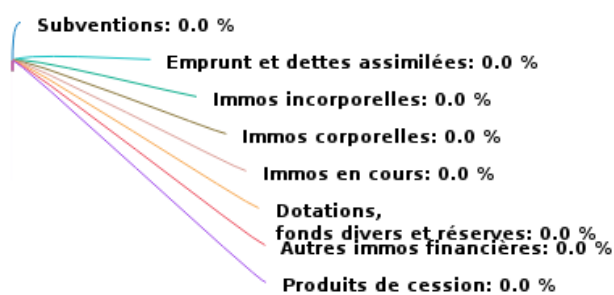 Subventions: 0.0 %
Emprunt et dettes assimilées: 0.0 %
Immos incorporelles: 0.0 %
Immos corporelles: 0.0 %
Immos en cours: 0.0 %
Dotations,
fonds divers et réserves: 0.0 %
Autres immos financières: 0.0 %
Produits de cession: 0.0 %